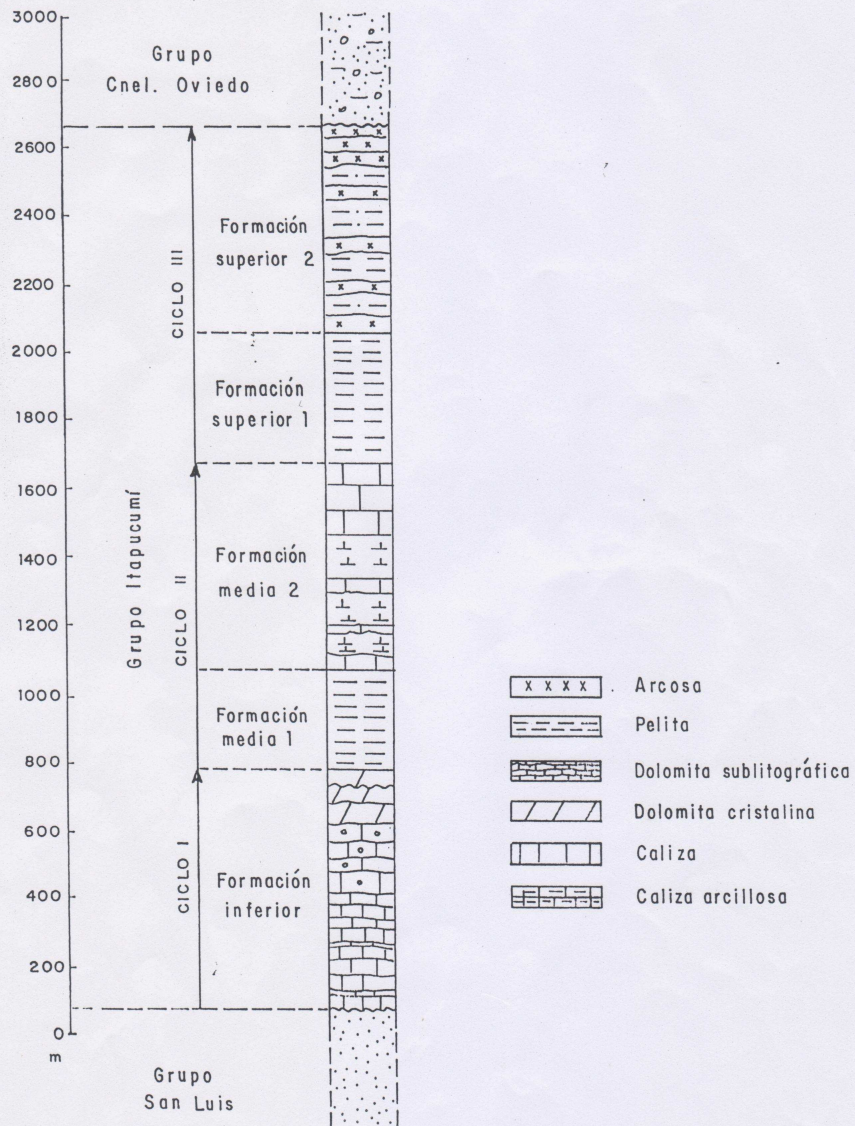 3000
2800
2600
2400
2200
2000
1800
1600
1400
1200
1000
800
600
400
200
0
m
Grupo
Cnel. Oviedo
Grupo Itapucumí
CICLO III
CICLO II
CICLO I
Formación
superior 2
Formación
superior 1
Formación
media 2
Formación
media 1
Formación
inferior
Grupo
San Luis
x x x x Arcosa
Pelita
Dolomita sublitográfica
Dolomita cristalina
Caliza
Caliza arcillosa